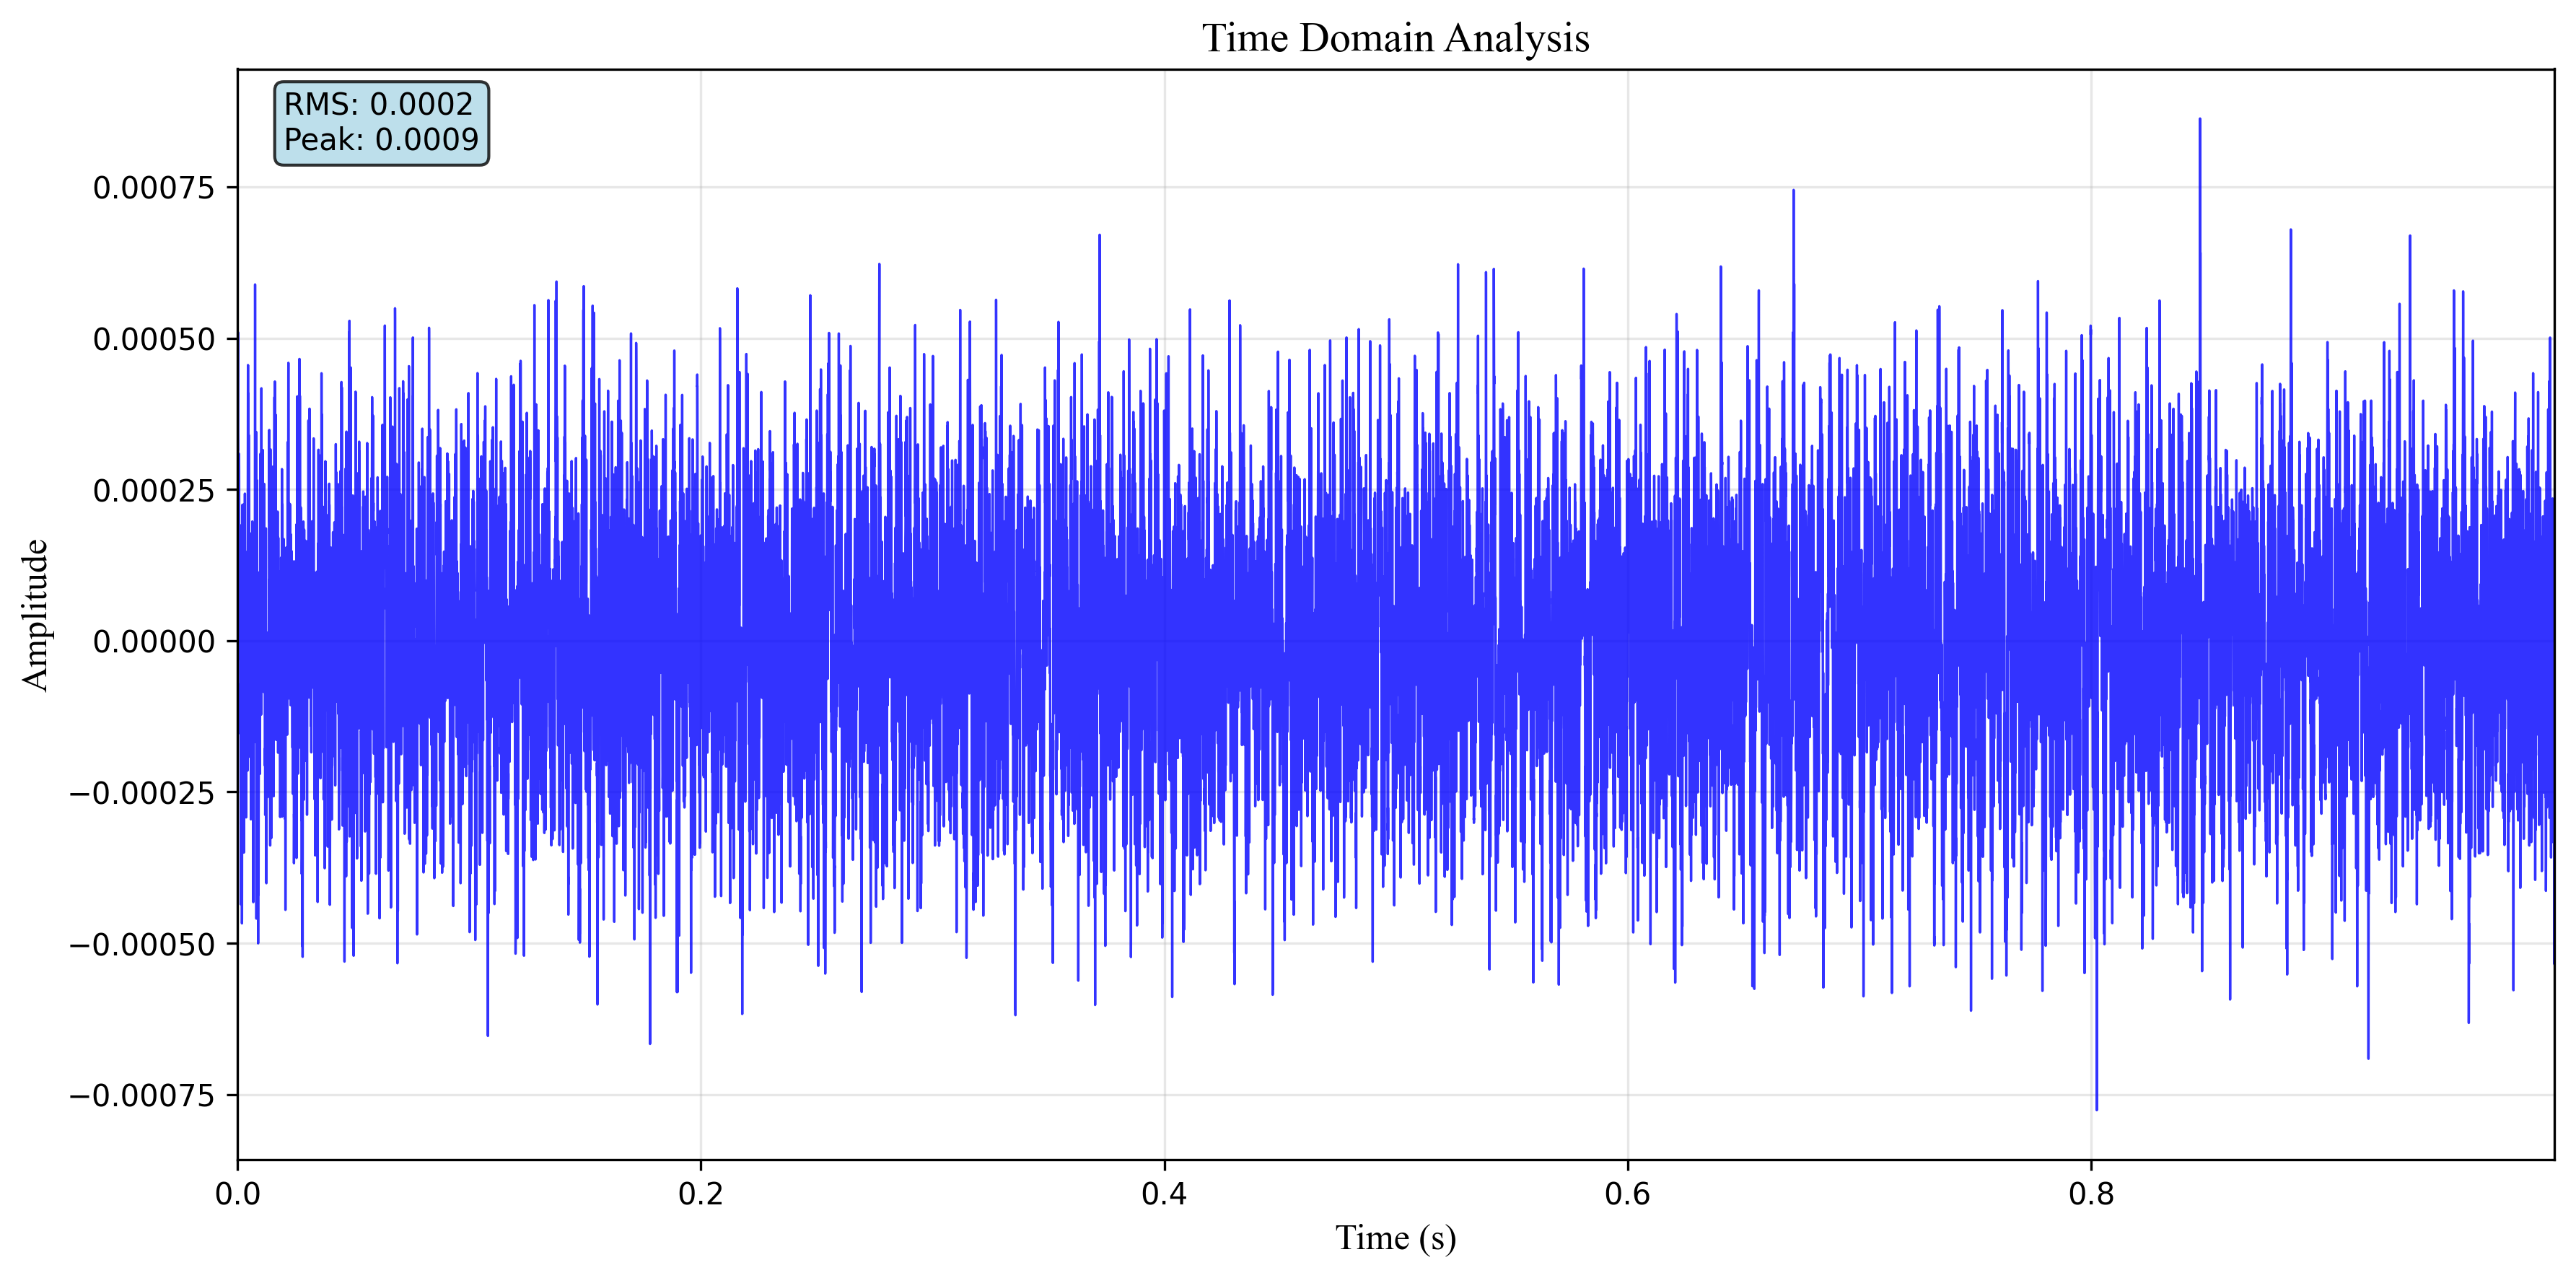 Time Domain Analysis
RMS: 0.0002
Peak: 0.0009
0.00075
0.00050
0.00025
0.00000
−0.00025
−0.00050
−0.00075
Amplitude
0.0 0.2 0.4 0.6 0.8
Time (s)